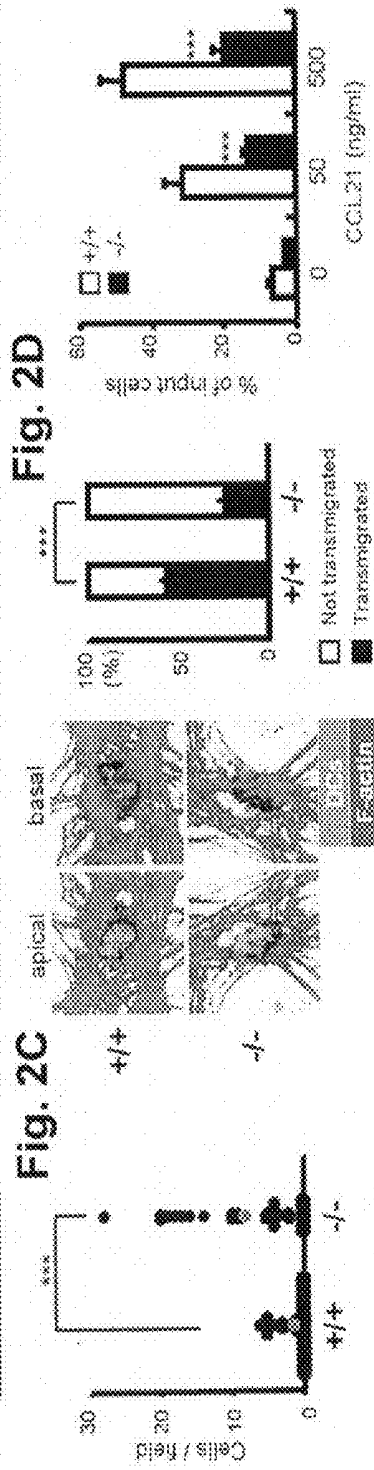 Cells / field
30
20
10
0
***
+/+
-/-
Fig. 2C
apical
basal
+/+
-/-
F-actin
100
(%)
50
0
***
+/+
-/-
Not transmigrated
Transmigrated
Fig. 2D
% of input cells
60
40
20
0
+/+
-/-
***
***
0
50
500
CCL21 (ng/ml)